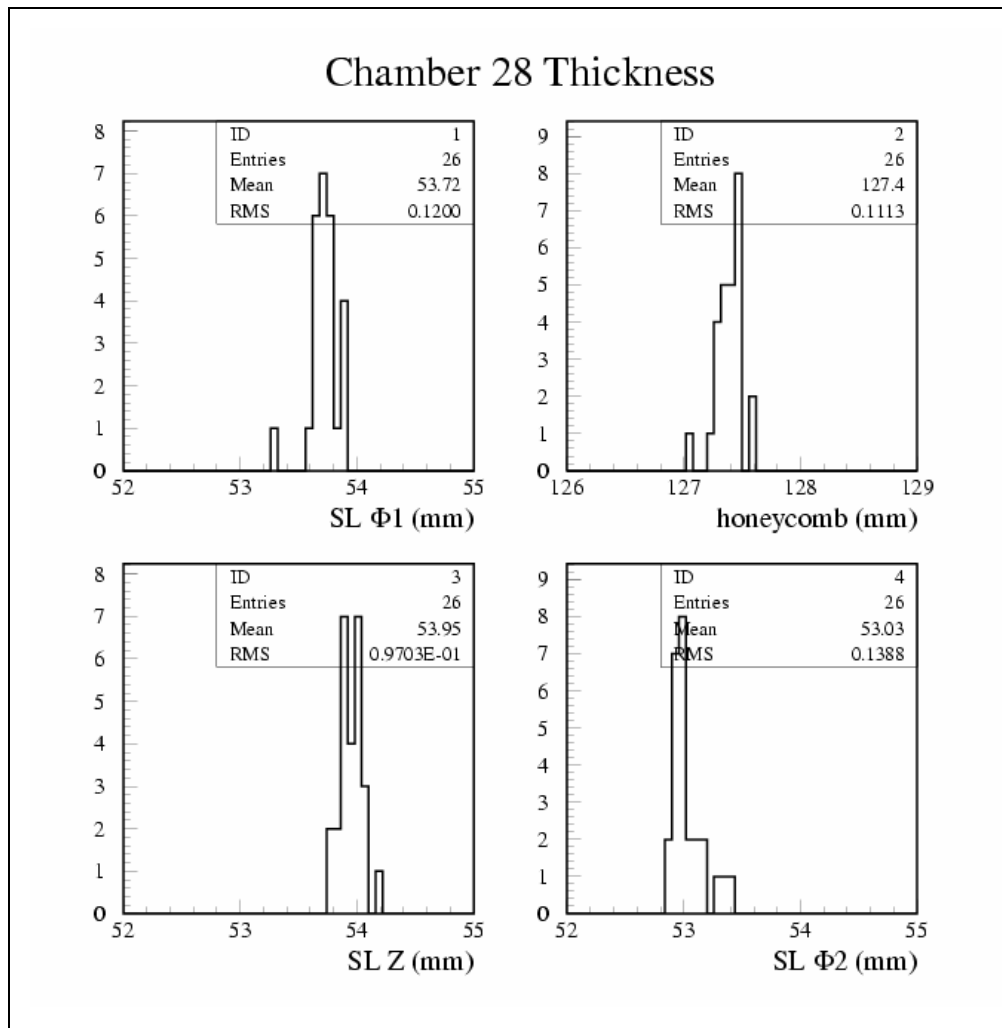 Chamber 28 Thickness
8
7
6
5
4
3
2
1
0
ID 1
Entries 26
Mean 53.72
RMS 0.1200
52 53 54 55
SL Φ1 (mm)
9
8
7
6
5
4
3
2
1
0
ID 2
Entries 26
Mean 127.4
RMS 0.1113
126 127 128 129
honeycomb (mm)
8
7
6
5
4
3
2
1
0
ID 3
Entries 26
Mean 53.95
RMS 0.9703E-01
52 53 54 55
SL Z (mm)
9
8
7
6
5
4
3
2
1
0
ID 4
Entries 26
Mean 53.03
RMS 0.1388
52 53 54 55
SL Φ2 (mm)